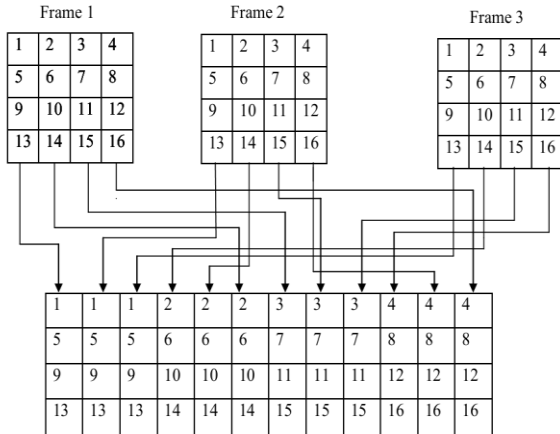 Frame 1 Frame 2 Frame 3
1 2 3 4 1 2 3 4 1 2 3 4
5 6 7 8 5 6 7 8 5 6 7 8
9 10 11 12 9 10 11 12 9 10 11 12
13 14 15 16 13 14 15 16 13 14 15 16
1 1 1 2 2 2 3 3 3 4 4 4
5 5 5 6 6 6 7 7 7 8 8 8
9 9 9 10 10 10 11 11 11 12 12 12
13 13 13 14 14 14 15 15 15 16 16 16